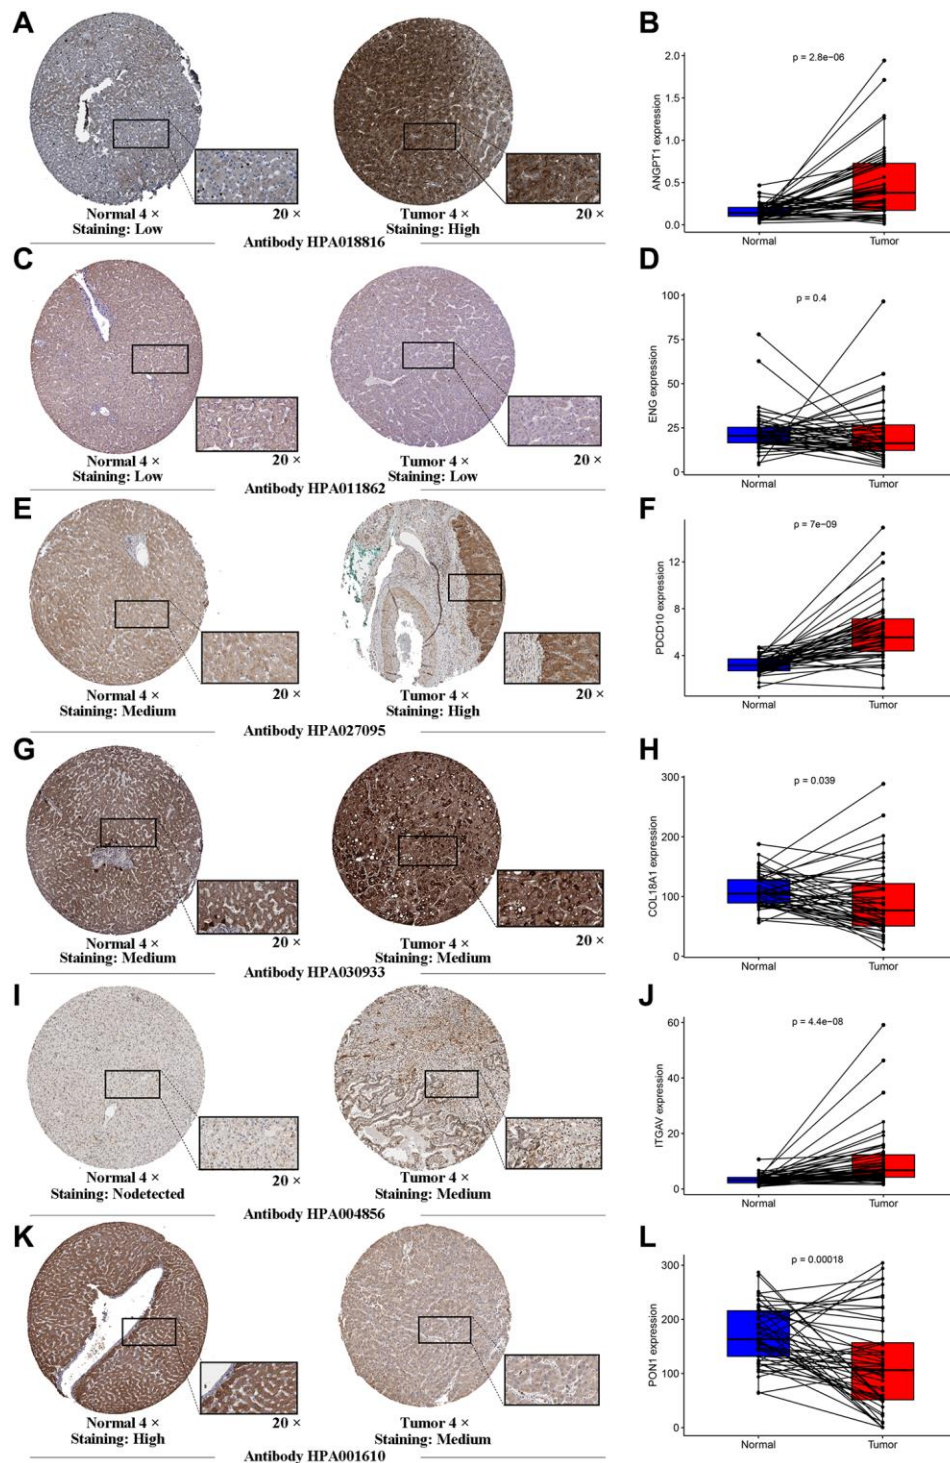 A
Normal 4 ×
Staining: Low
20 ×
Tumor 4 ×
Staining: High
20 ×
Antibody HPA018816
B
p = 2.8e−06
ANGPT1 expression
2.0
1.5
1.0
0.5
0.0
Normal
Tumor
C
Normal 4 ×
Staining: Low
20 ×
Tumor 4 ×
Staining: Low
20 ×
Antibody HPA011862
D
p = 0.4
ENG expression
100
75
50
25
0
Normal
Tumor
E
Normal 4 ×
Staining: Medium
20 ×
Tumor 4 ×
Staining: High
20 ×
Antibody HPA027095
F
p = 7e−09
PDCD10 expression
12
8
4
Normal
Tumor
G
Normal 4 ×
Staining: Medium
20 ×
Tumor 4 ×
Staining: Medium
20 ×
Antibody HPA030933
H
p = 0.039
COL18A1 expression
300
200
100
0
Normal
Tumor
I
Normal 4 ×
Staining: Nodetected
20 ×
Tumor 4 ×
Staining: Medium
20 ×
Antibody HPA004856
J
p = 4.4e−08
ITGAV expression
60
40
20
0
Normal
Tumor
K
Normal 4 ×
Staining: High
20 ×
Tumor 4 ×
Staining: Medium
20 ×
Antibody HPA001610
L
p = 0.00018
PON1 expression
300
200
100
0
Normal
Tumor